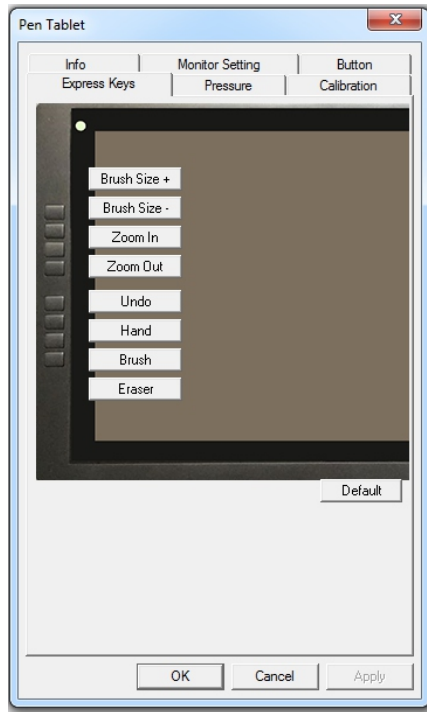 Pen Tablet
Info Monitor Setting Button
Express Keys Pressure Calibration
Brush Size +
Brush Size -
Zoom In
Zoom Out
Undo
Hand
Brush
Eraser
Default
OK Cancel Apply